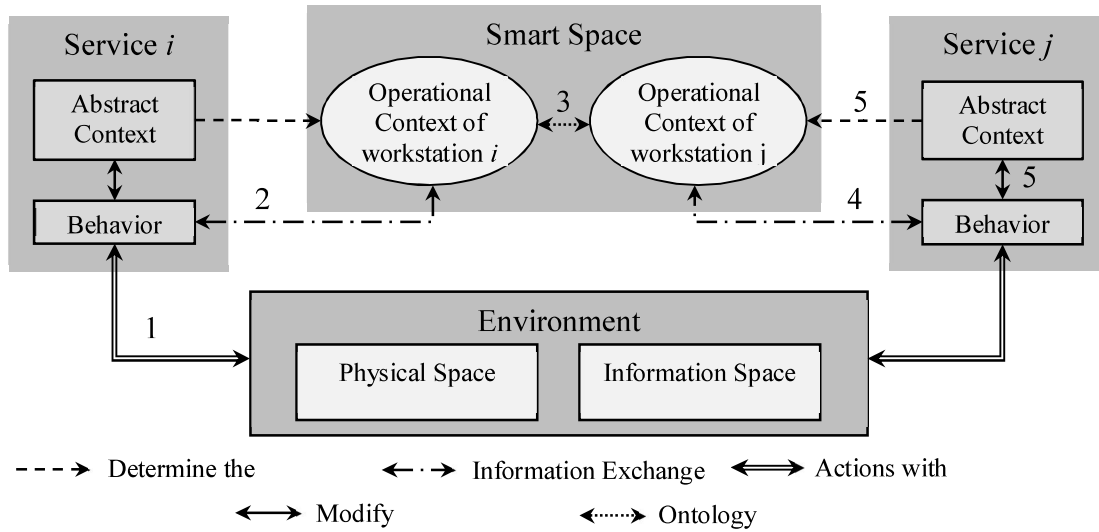 Service i
Smart Space
Service j
Abstract
Context
Operational
Context of
workstation i
3
Operational
Context of
workstation j
5
Abstract
Context
2
4
5
Behavior
Behavior
1
Environment
Physical Space
Information Space
Determine the
Information Exchange
Actions with
Modify
Ontology